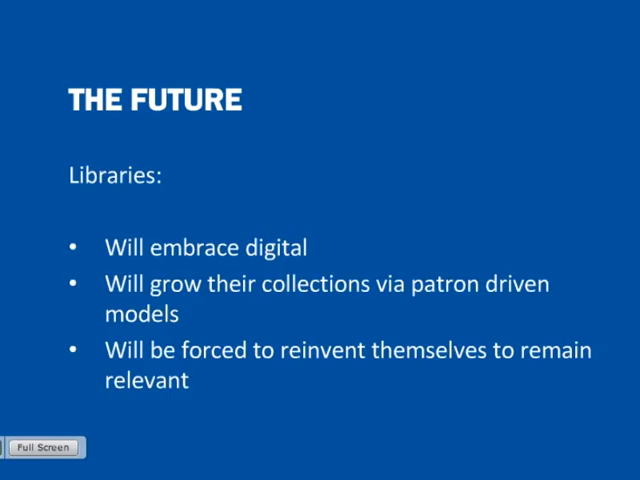 THE FUTURE
Libraries:
• Will embrace digital
• Will grow their collections via patron driven
models
• Will be forced to reinvent themselves to remain
relevant
Full Screen